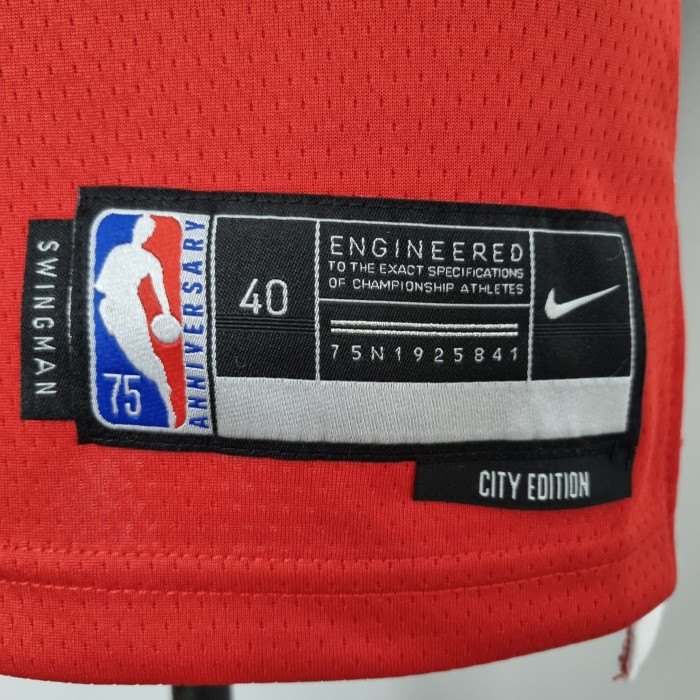 SWINGMAN
75
ANNIVERSARY
40
ENGINEERED
TO THE EXACT SPECIFICATIONS
OF CHAMPIONSHIP ATHLETES
75N1925841
CITY EDITION